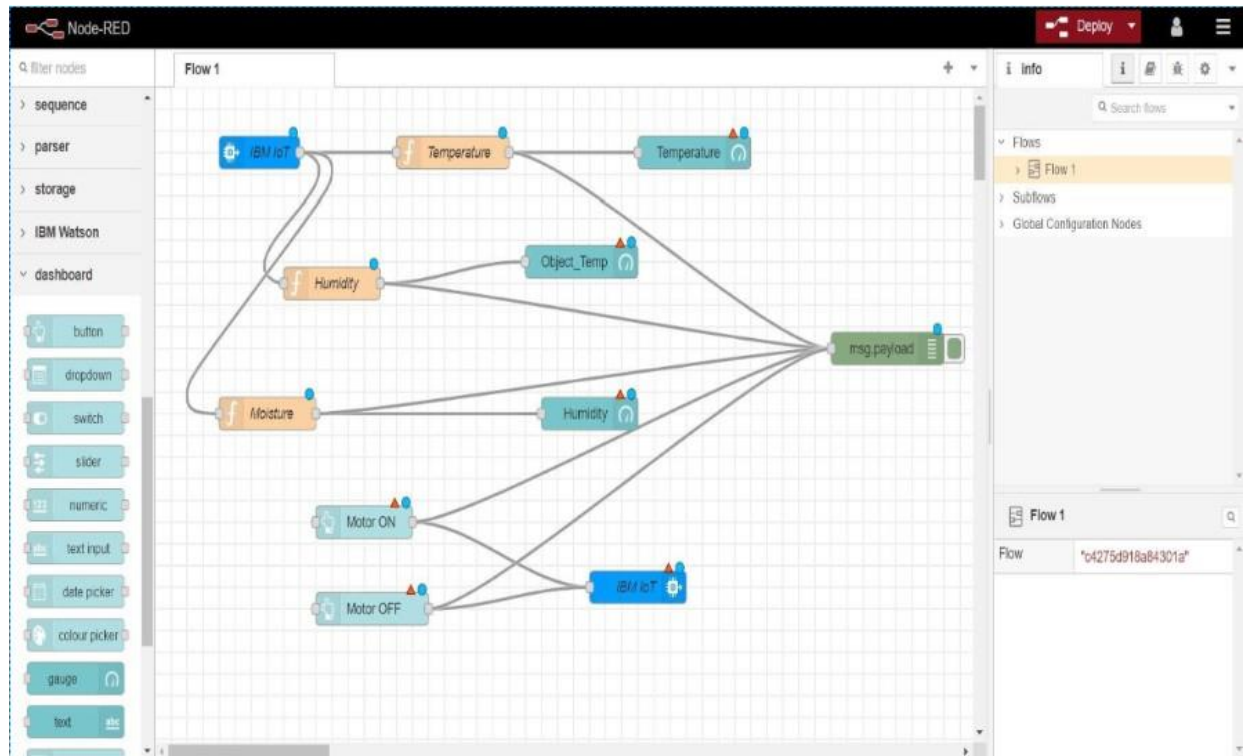 Node-RED
Deploy
filter nodes
sequence
parser
storage
IBM Watson
dashboard
button
dropdown
switch
slider
numeric
text input
date picker
colour picker
gauge
text
Flow 1
IBM IoT
Temperature
Temperature
Object_Temp
Humidity
msg.payload
Moisture
Humidity
Motor ON
IBM IoT
Motor OFF
i info
Search flows
Flows
Flow 1
Subflows
Global Configuration Nodes
Flow 1
Flow "c4275d918a84301a"